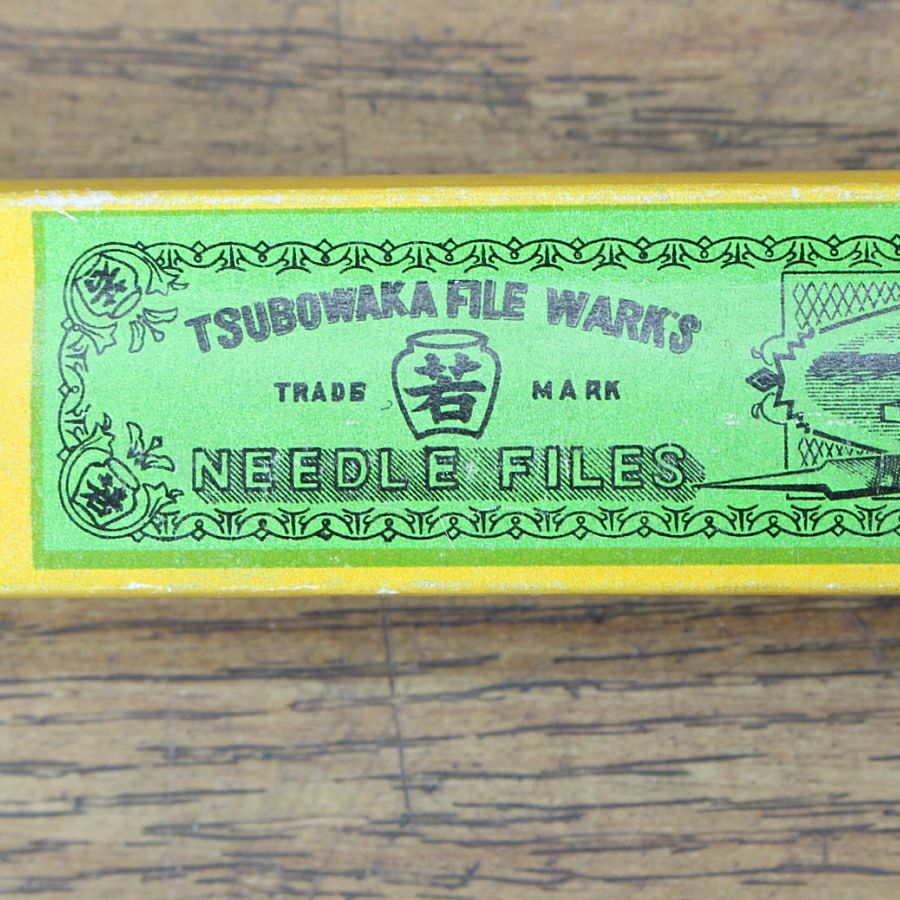 TSUBOWAKA FILE WARK'S
TRADE 若 MARK
NEEDLE FILES